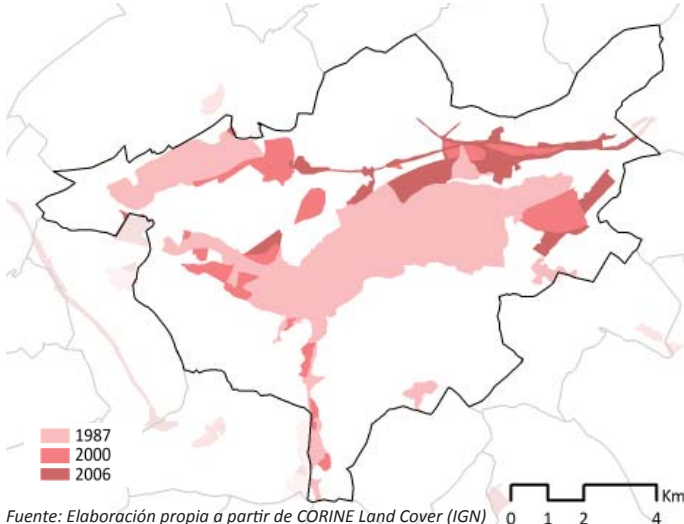 1987
2000
2006
Km
0 1 2 4
Fuente: Elaboración propia a partir de CORINE Land Cover (IGN)